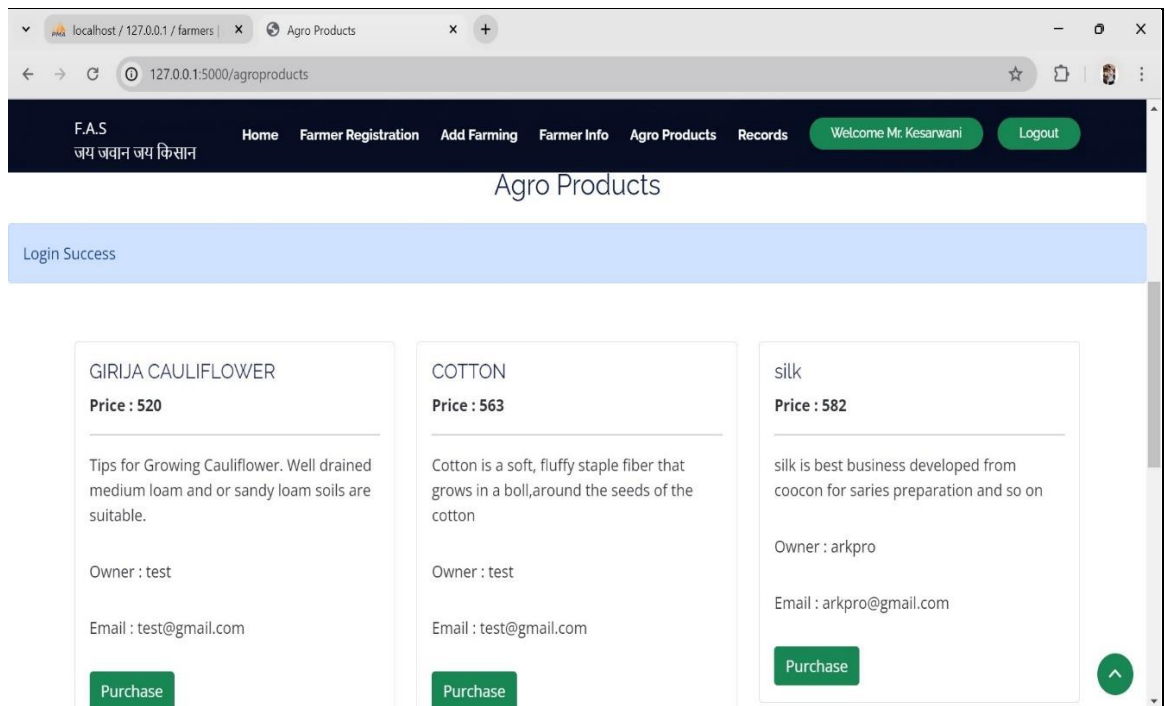 localhost / 127.0.0.1 / farmers |
Agro Products
127.0.0.1:5000/agroproducts
F.A.S
जय जवान जय किसान
Home Farmer Registration Add Farming Farmer Info Agro Products Records Welcome Mr. Kesarwani Logout
Agro Products
Login Success
GIRIJA CAULIFLOWER
Price : 520
Tips for Growing Cauliflower. Well drained
medium loam and or sandy loam soils are
suitable.
Owner : test
Email : test@gmail.com
Purchase
COTTON
Price : 563
Cotton is a soft, fluffy staple fiber that
grows in a boll,around the seeds of the
cotton
Owner : test
Email : test@gmail.com
Purchase
silk
Price : 582
silk is best business developed from
coocon for saries preparation and so on
Owner : arkpro
Email : arkpro@gmail.com
Purchase